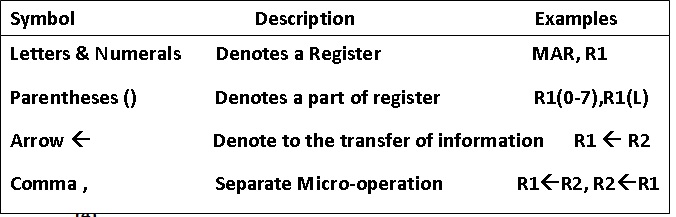 Symbol Description Examples
Letters & Numerals Denotes a Register MAR, R1
Parentheses () Denotes a part of register R1(0-7),R1(L)
Arrow ← Denote to the transfer of information R1 ← R2
Comma , Separate Micro-operation R1←R2, R2←R1